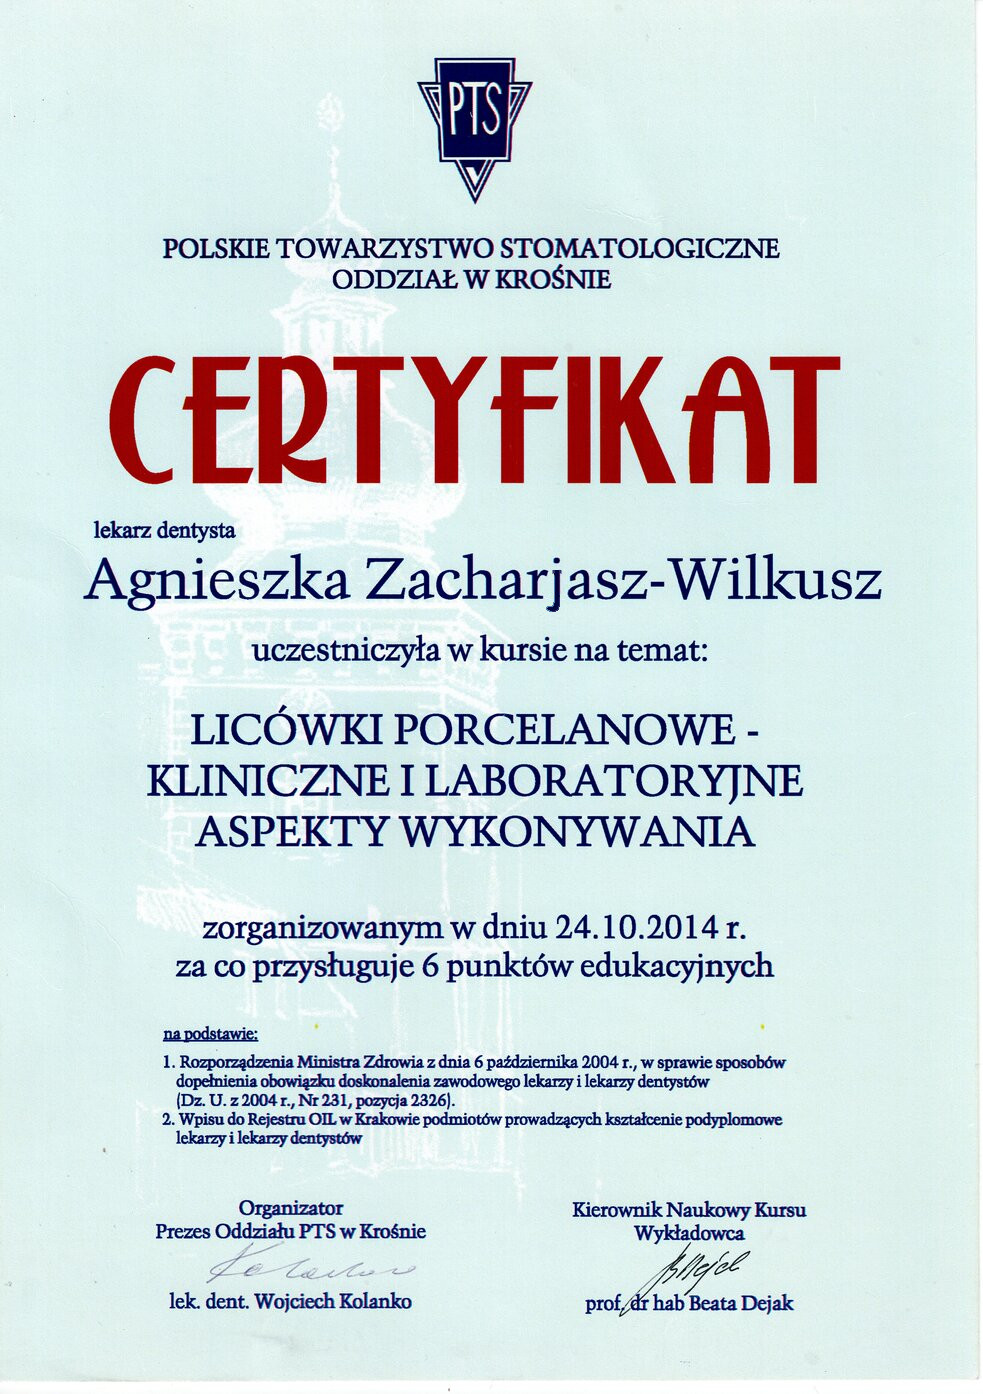 PTS
POLSKIE TOWARZYSTWO STOMATOLOGICZNE
ODDZIAŁ W KROŚNIE
CERTYFIKAT
lekarz dentysta
Agnieszka Zacharjasz-Wilkusz
uczestniczyła w kursie na temat:
LICÓWKI PORCELANOWE -
KLINICZNE I LABORATORYJNE
ASPEKTY WYKONYWANIA
zorganizowanym w dniu 24.10.2014 r.
za co przysługuje 6 punktów edukacyjnych
na podstawie:
1. Rozporządzenia Ministra Zdrowia z dnia 6 października 2004 r., w sprawie sposobów
dopełnienia obowiązku doskonalenia zawodowego lekarzy i lekarzy dentystów
(Dz. U. z 2004 r., Nr 231, pozycja 2326).
2. Wpisu do Rejestru OIL w Krakowie podmiotów prowadzących kształcenie podyplomowe
lekarzy i lekarzy dentystów
Organizator
Prezes Oddziału PTS w Krośnie
Kolanko
lek. dent. Wojciech Kolanko
Kierownik Naukowy Kursu
Wykładowca
BDejak
prof. dr hab Beata Dejak